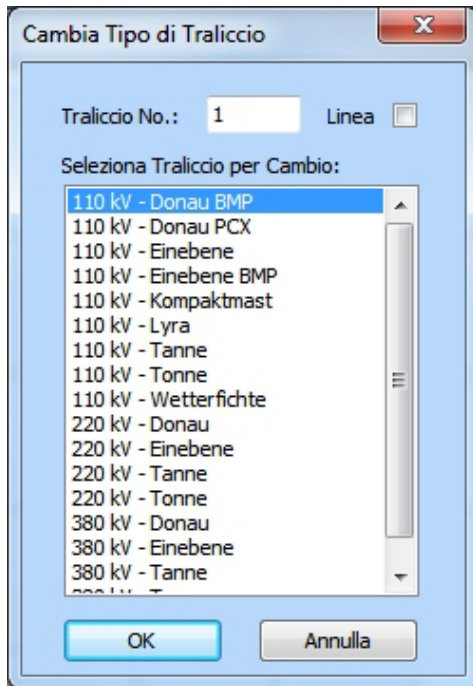 Cambia Tipo di Traliccio
Traliccio No.: 1 Linea
Seleziona Traliccio per Cambio:
110 kV - Donau BMP
110 kV - Donau PCX
110 kV - Einebene
110 kV - Einebene BMP
110 kV - Kompaktmast
110 kV - Lyra
110 kV - Tanne
110 kV - Tonne
110 kV - Wetterfichte
220 kV - Donau
220 kV - Einebene
220 kV - Tanne
220 kV - Tonne
380 kV - Donau
380 kV - Einebene
380 kV - Tanne
OK Annulla